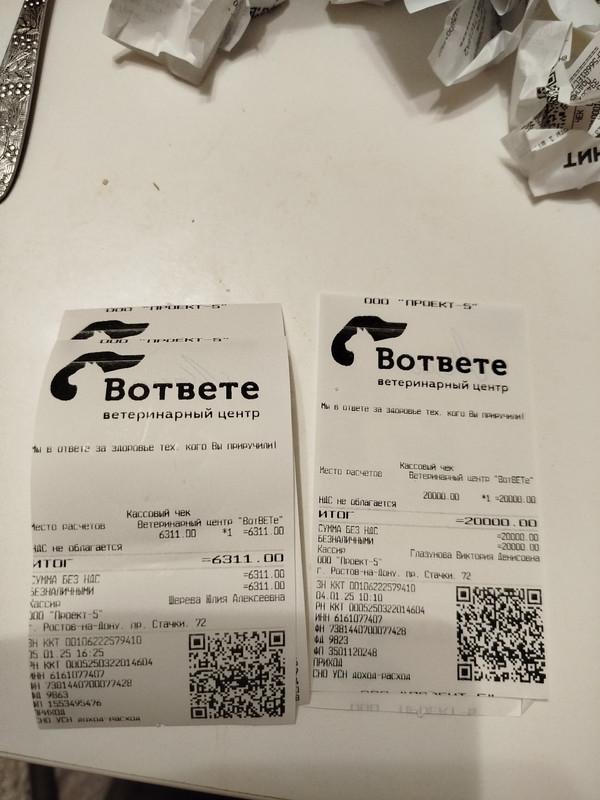 ООО "ПРОЕКТ-5"
ООО "ПРОЕКТ-5"
Вответе
ветеринарный центр
Мы в ответе за здоровье тех, кого Вы приручили!
Кассовый чек
Место расчетов Ветеринарный центр "ВотВЕТе"
6311.00 *1 =6311.00
НДС не облагается
ИТОГ =6311.00
СУММА БЕЗ НДС =6311.00
БЕЗНАЛИЧНЫМИ =6311.00
Кассир Шерева Юлия Алексеевна
ООО "Проект-5"
г. Ростов-на-Дону, пр. Стачки, 72
ЗН ККТ 00106222579410
05.01.25 16:25
РН ККТ 0005250322014604
ИНН 6161077407
ФН 7381440700077428
ФД 9863
ФП 1553495476
ПРИХОД
СНО УСН доход-расход
ООО "ПРОЕКТ-5"
Вответе
ветеринарный центр
Мы в ответе за здоровье тех, кого Вы приручили!
Кассовый чек
Место расчетов Ветеринарный центр "ВотВЕТе"
20000.00 *1 =20000.00
НДС не облагается
ИТОГ =20000.00
СУММА БЕЗ НДС =20000.00
БЕЗНАЛИЧНЫМИ =20000.00
Кассир Глазунова Виктория Денисовна
ООО "Проект-5"
г. Ростов-на-Дону, пр. Стачки, 72
ЗН ККТ 00106222579410
04.01.25 10:10
РН ККТ 0005250322014604
ИНН 6161077407
ФН 7381440700077428
ФД 9823
ФП 3501120248
ПРИХОД
СНО УСН доход-расход